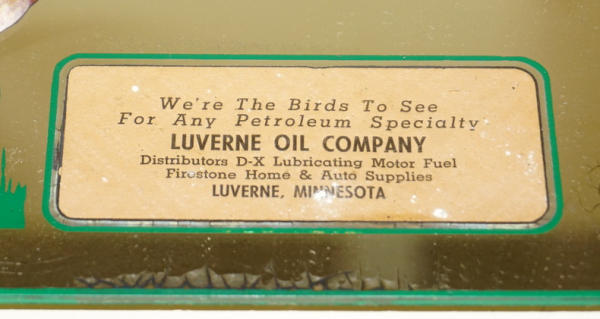 We're The Birds To See
For Any Petroleum Specialty
LUVERNE OIL COMPANY
Distributors D-X Lubricating Motor Fuel
Firestone Home & Auto Supplies
LUVERNE, MINNESOTA